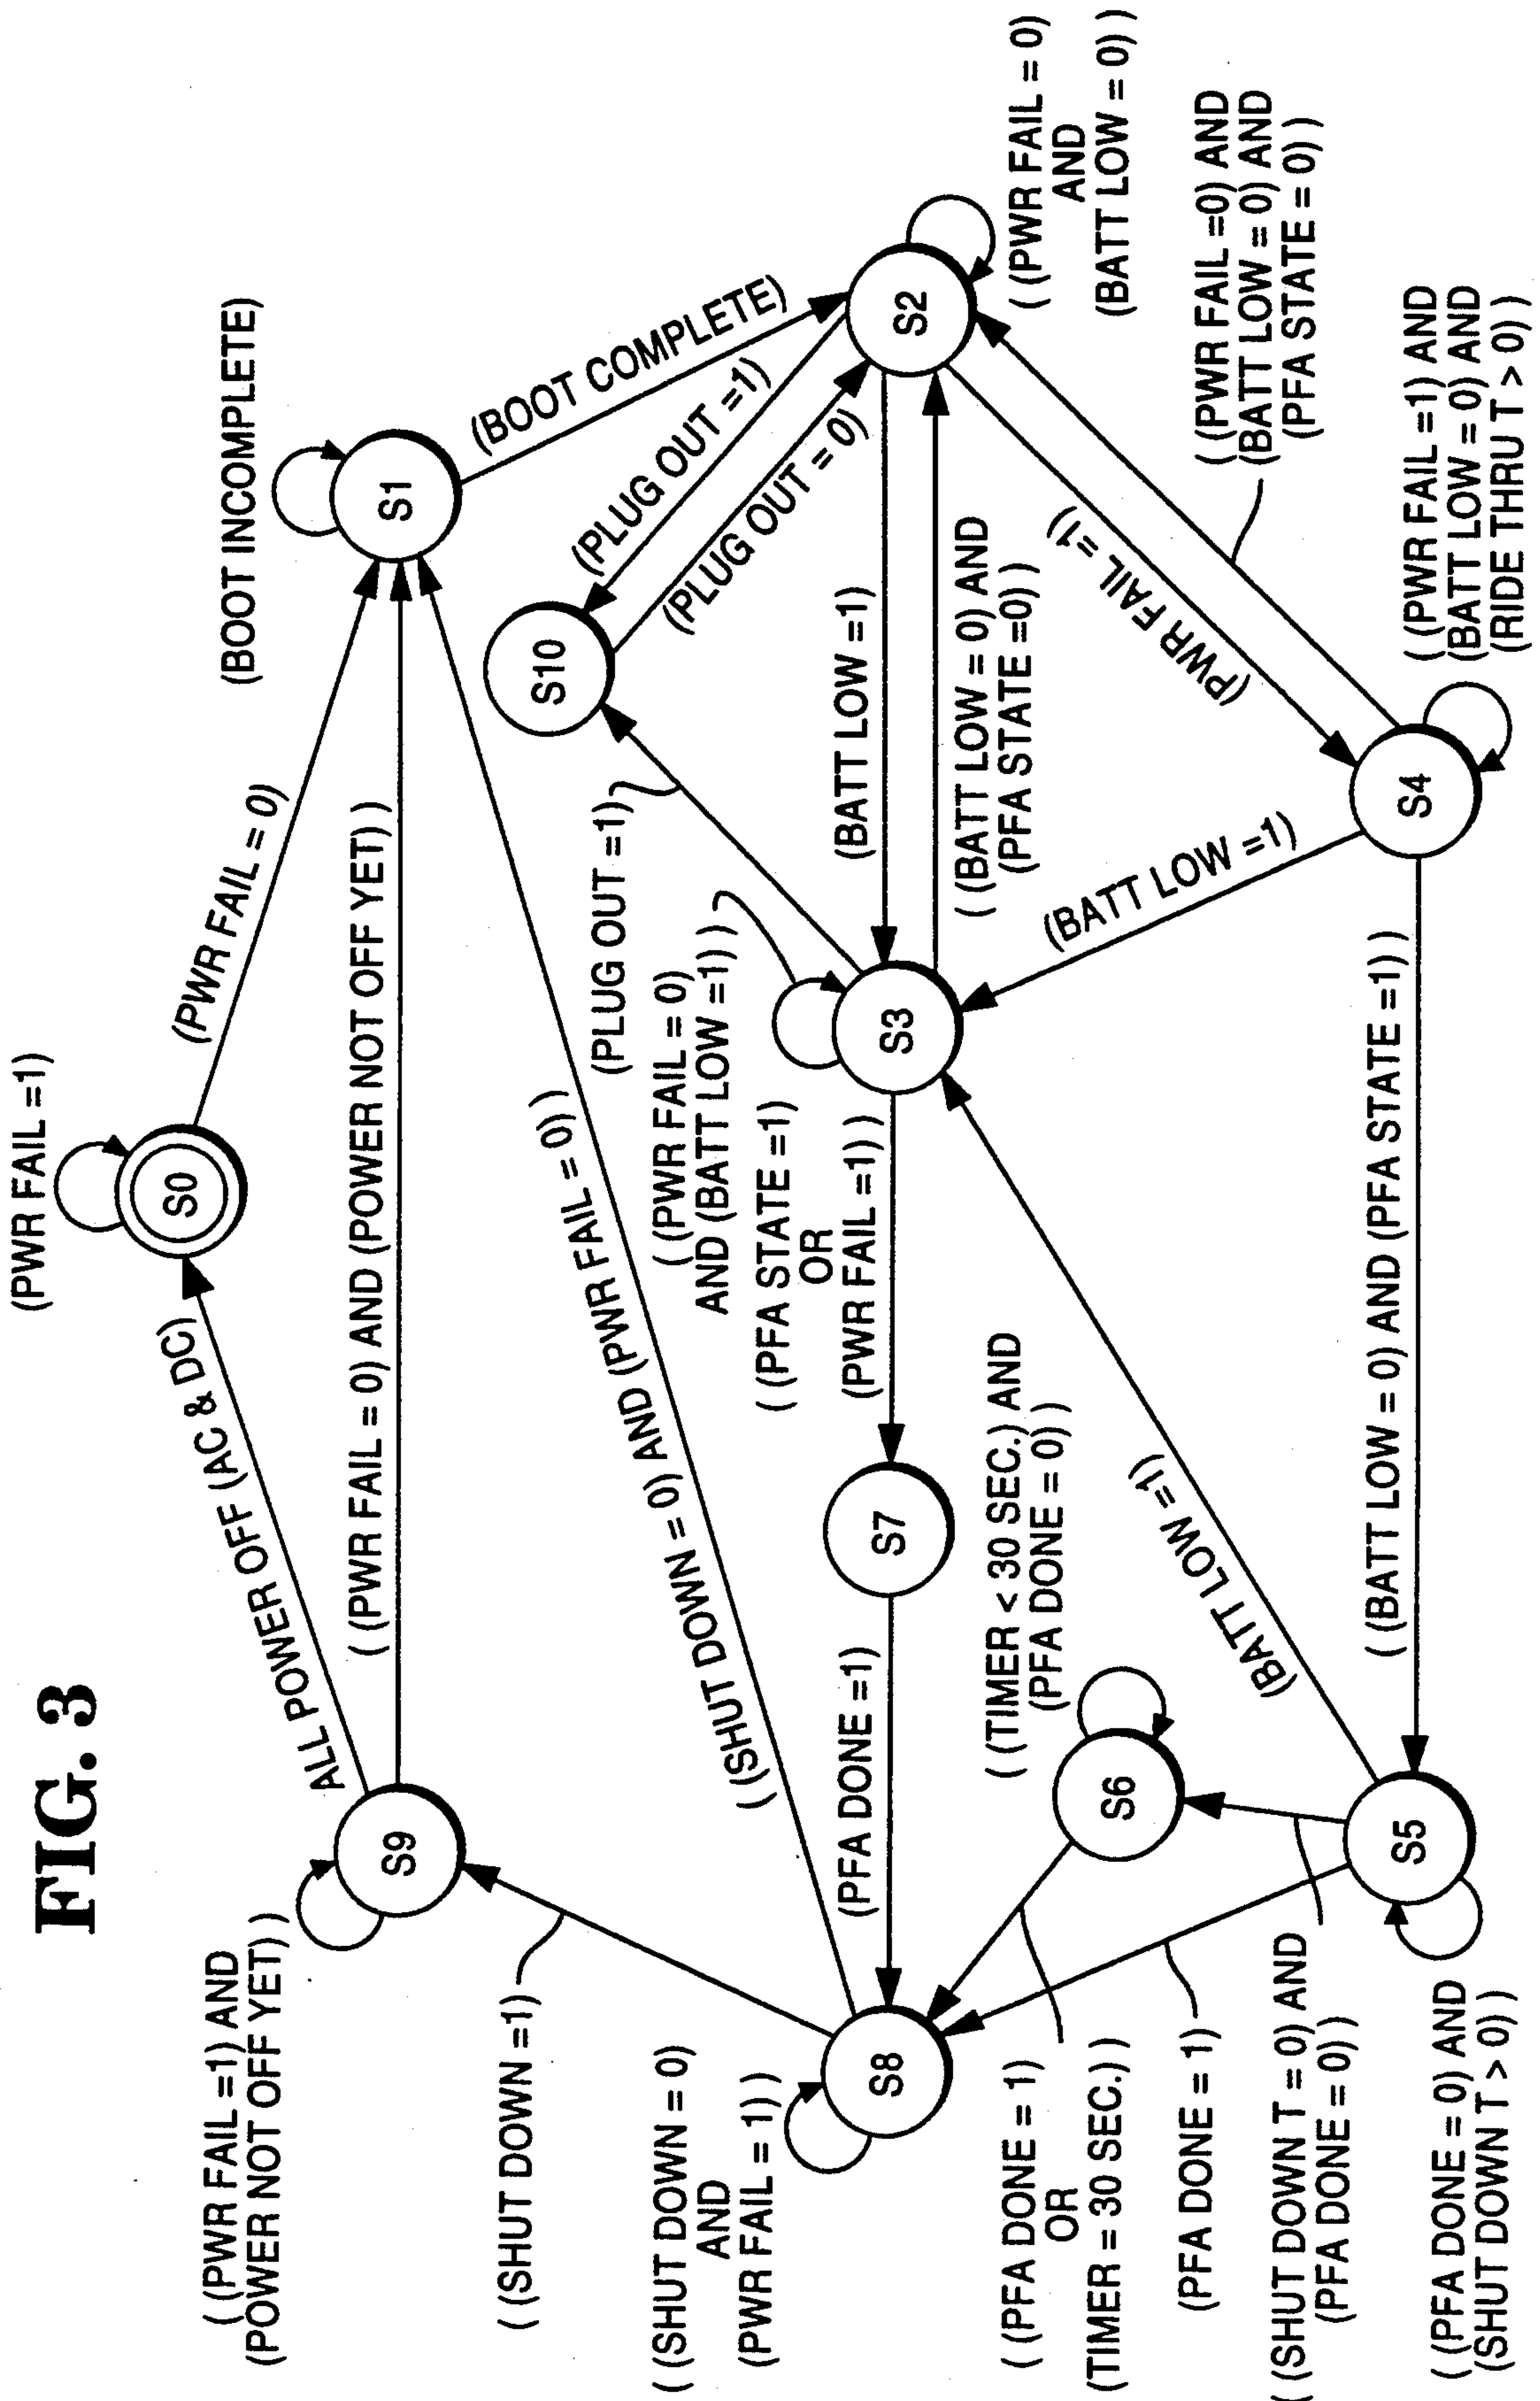 FIG. 3
(PWR FAIL =1)
S0
ALL POWER OFF (AC & DC)
(PWR FAIL = 0)
(BOOT INCOMPLETE)
S1
( (PWR FAIL =1) AND
(POWER NOT OFF YET) )
S9
( (PWR FAIL = 0) AND (POWER NOT OFF YET) )
(BOOT COMPLETE)
( (SHUT DOWN =1)
( (SHUT DOWN = 0) AND (PWR FAIL = 0) )
S10
(PLUG OUT =1)
(PLUG OUT = 0)
(PLUG OUT =1)
( (PWR FAIL = 0)
AND (BATT LOW =1) )
( (SHUT DOWN = 0)
AND
(PWR FAIL = 1) )
S8
(PFA DONE =1)
S7
( (PFA STATE =1)
OR
(PWR FAIL =1) )
S3
(BATT LOW =1)
( (BATT LOW = 0) AND
(PFA STATE =0) )
S2
( (PWR FAIL = 0)
AND
(BATT LOW = 0) )
( (PFA DONE = 1)
OR
(TIMER = 30 SEC.) )
S6
( (TIMER < 30 SEC.) AND
(PFA DONE = 0) )
(BATT LOW =1)
(BATT LOW =1)
(PWR FAIL =1)
( (PWR FAIL =0) AND
(BATT LOW = 0) AND
(PFA STATE = 0) )
(PFA DONE = 1)
( (SHUT DOWN T = 0) AND
(PFA DONE = 0) )
S5
( (BATT LOW = 0) AND (PFA STATE =1) )
S4
( (PFA DONE = 0) AND
(SHUT DOWN T > 0) )
( (PWR FAIL =1) AND
(BATT LOW = 0) AND
(RIDE THRU T > 0) )